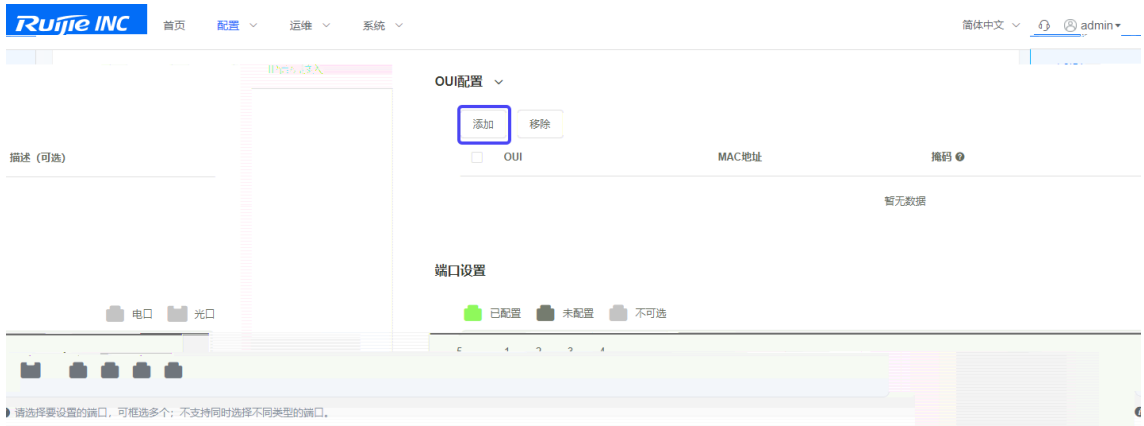 Ruijie INC 首页 配置 运维 系统 简体中文 admin
OUI配置
添加 移除
描述（可选） OUI MAC地址 掩码
暂无数据
端口设置
电口 光口 已配置 未配置 不可选
5 1 2 3 4
请选择要设置的端口，可框选多个；不支持同时选择不同类型的端口。